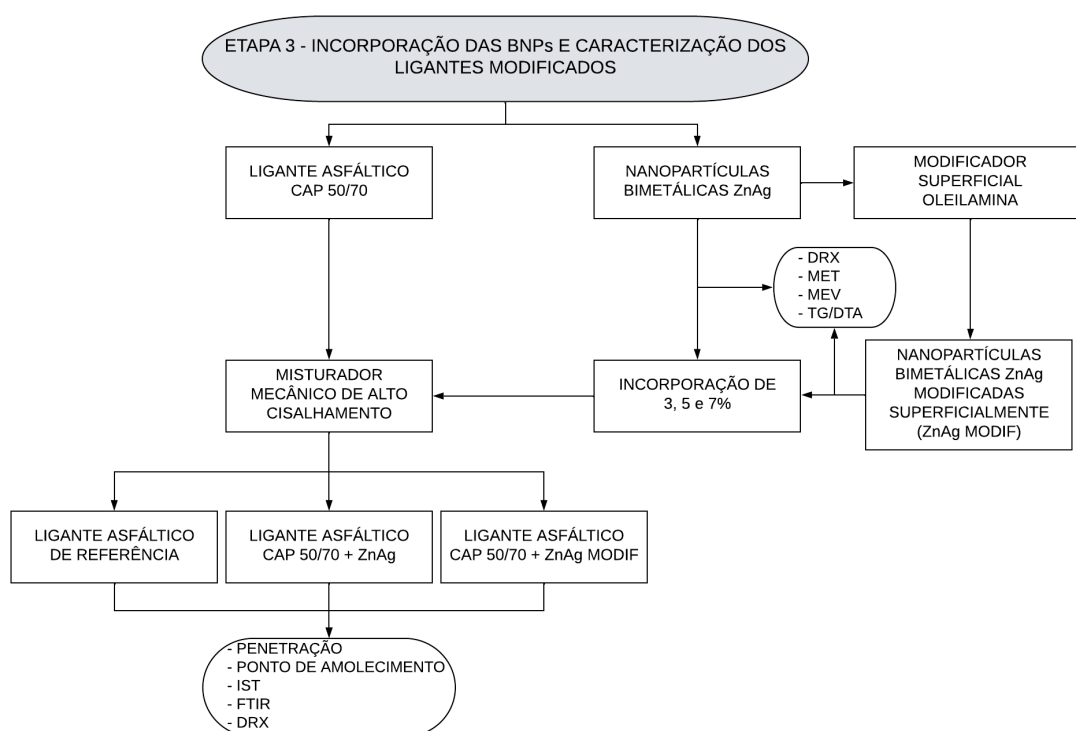 ETAPA 3 - INCORPORAÇÃO DAS BNPs E CARACTERIZAÇÃO DOS
LIGANTES MODIFICADOS
LIGANTE ASFÁLTICO
CAP 50/70
NANOPARTÍCULAS
BIMETÁLICAS ZnAg
MODIFICADOR
SUPERFICIAL
OLEILAMINA
- DRX
- MET
- MEV
- TG/DTA
MISTURADOR
MECÂNICO DE ALTO
CISALHAMENTO
INCORPORAÇÃO DE
3, 5 e 7%
NANOPARTÍCULAS
BIMETÁLICAS ZnAg
MODIFICADAS
SUPERFICIALMENTE
(ZnAg MODIF)
LIGANTE ASFÁLTICO
DE REFERÊNCIA
LIGANTE ASFÁLTICO
CAP 50/70 + ZnAg
LIGANTE ASFÁLTICO
CAP 50/70 + ZnAg MODIF
- PENETRAÇÃO
- PONTO DE AMOLECIMENTO
- IST
- FTIR
- DRX